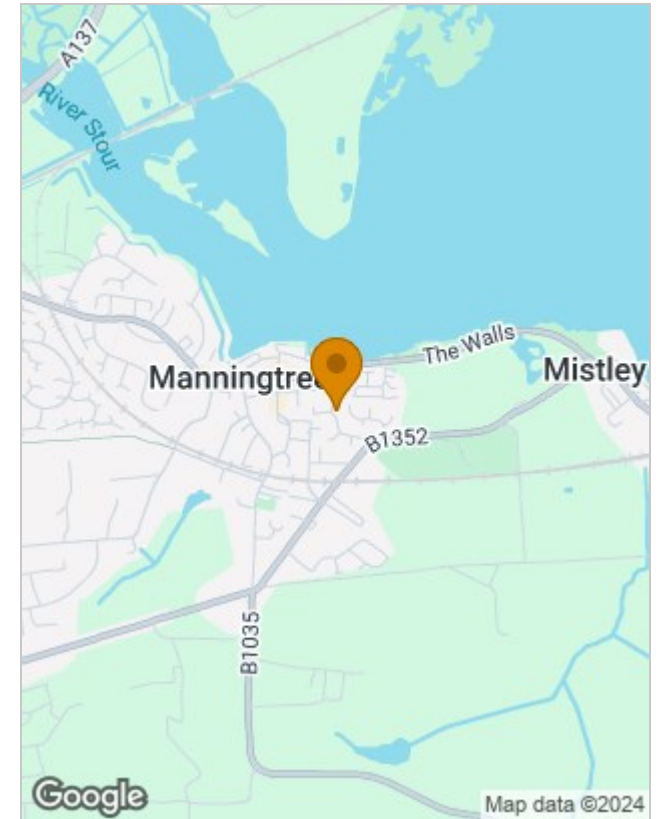 A137
River Stour
The Walls
Manningtree
Mistley
B1352
B1035
Google
Map data ©2024